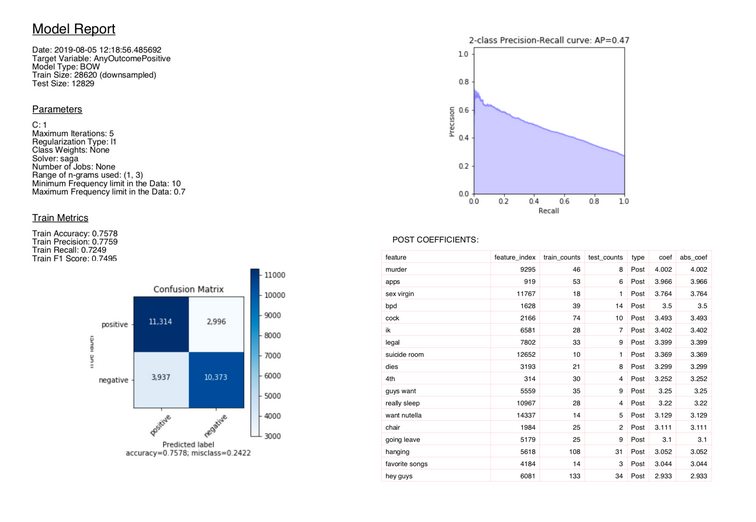 Model Report
Date: 2019-08-05 12:18:56.485692
Target Variable: AnyOutcomePositive
Model Type: BOW
Train Size: 28620 (downsampled)
Test Size: 12829
Parameters
C: 1
Maximum Iterations: 5
Regularization Type: l1
Class Weights: None
Solver: saga
Number of Jobs: None
Range of n-grams used: (1, 3)
Minimum Frequency limit in the Data: 10
Maximum Frequency limit in the Data: 0.7
Train Metrics
Train Accuracy: 0.7578
Train Precision: 0.7759
Train Recall: 0.7249
Train F1 Score: 0.7495
Confusion Matrix
positive
negative
11,314 2,996
3,937 10,373
positive
negative
Predicted label
accuracy=0.7578; misclass=0.2422
11000
10000
9000
8000
7000
6000
5000
4000
3000
2-class Precision-Recall curve: AP=0.47
Precision
1.0
0.8
0.6
0.4
0.2
0.0
0.0 0.2 0.4 0.6 0.8 1.0
Recall
POST COEFFICIENTS:
feature feature_index train_counts test_counts type coef abs_coef
murder 9295 46 8 Post 4.002 4.002
apps 919 53 6 Post 3.966 3.966
sex virgin 11767 18 1 Post 3.764 3.764
bpd 1628 39 14 Post 3.5 3.5
cock 2166 74 10 Post 3.493 3.493
ik 6581 28 7 Post 3.402 3.402
legal 7802 33 9 Post 3.399 3.399
suicide room 12652 10 1 Post 3.369 3.369
dies 3193 21 8 Post 3.299 3.299
4th 314 30 4 Post 3.252 3.252
guys want 5559 35 9 Post 3.25 3.25
really sleep 10967 28 4 Post 3.22 3.22
want nutella 14337 14 5 Post 3.129 3.129
chair 1984 25 2 Post 3.111 3.111
going leave 5179 25 9 Post 3.1 3.1
hanging 5618 108 31 Post 3.052 3.052
favorite songs 4184 14 3 Post 3.044 3.044
hey guys 6081 133 34 Post 2.933 2.933